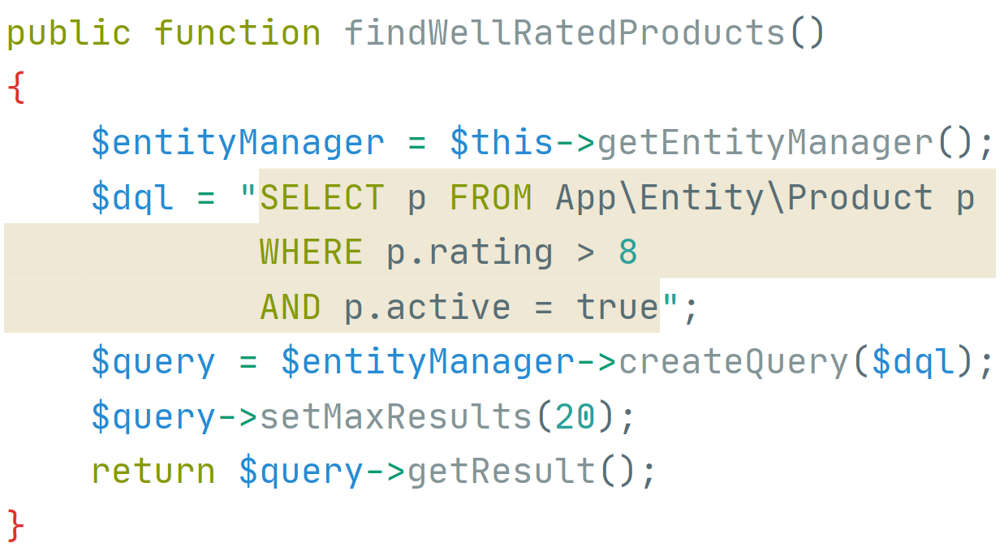 public function findWellRatedProducts()
{
    $entityManager = $this->getEntityManager();
    $dql = "SELECT p FROM App\Entity\Product p
            WHERE p.rating > 8
            AND p.active = true";
    $query = $entityManager->createQuery($dql);
    $query->setMaxResults(20);
    return $query->getResult();
}